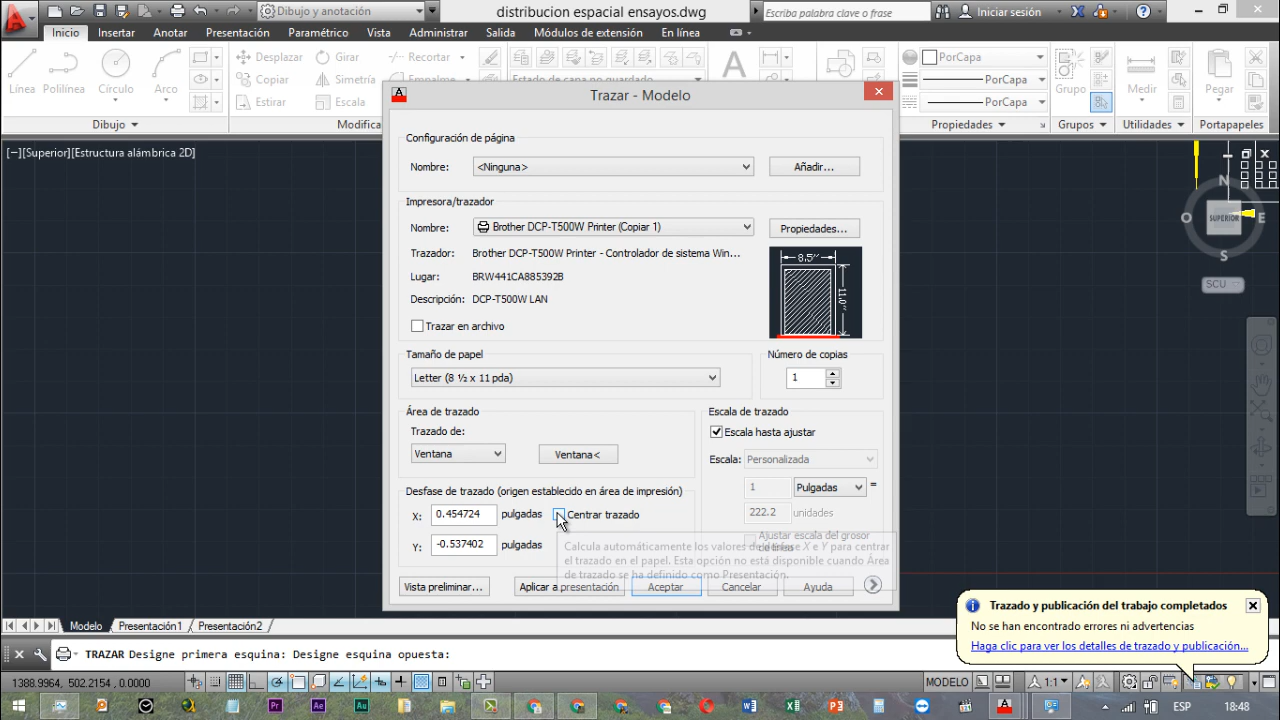 Dibujo y anotación
distribucion espacial ensayos.dwg
Escriba palabra clave o frase
Iniciar sesión
Inicio Insertar Anotar Presentación Paramétrico Vista Administrar Salida Módulos de extensión En línea
Desplazar Girar Recortar
Copiar Simetría Empalme
Estirar Escala
Línea Polilínea Círculo Arco
Estado de capa no guardado
PorCapa
PorCapa
PorCapa
Grupo Medir Pegar
Dibujo Modifica Propiedades Grupos Utilidades Portapapeles
[−][Superior][Estructura alámbrica 2D]
Trazar - Modelo
Configuración de página
Nombre: <Ninguna> Añadir...
Impresora/trazador
Nombre: Brother DCP-T500W Printer (Copiar 1) Propiedades...
Trazador: Brother DCP-T500W Printer - Controlador de sistema Win...
Lugar: BRW441CA885392B
Descripción: DCP-T500W LAN
8.5''
11.0''
Trazar en archivo
Tamaño de papel
Letter (8 ½ x 11 pda)
Número de copias
1
Área de trazado
Trazado de:
Ventana Ventana<
Escala de trazado
Escala hasta ajustar
Escala: Personalizada
1 Pulgadas =
222.2 unidades
Desfase de trazado (origen establecido en área de impresión)
X: 0.454724 pulgadas Centrar trazado
Y: -0.537402 pulgadas
Ajustar escala del grosor
Calcula automáticamente los valores de desfase X e Y para centrar
el trazado en el papel. Esta opción no está disponible cuando Área
de trazado se ha definido como Presentación.
Vista preliminar... Aplicar a presentación Aceptar Cancelar Ayuda
N
O SUPERIOR E
S
SCU
Trazado y publicación del trabajo completados
No se han encontrado errores ni advertencias
Haga clic para ver los detalles de trazado y publicación...
Modelo Presentación1 Presentación2
TRAZAR Designe primera esquina: Designe esquina opuesta:
1388.9964, 502.2154 , 0.0000
MODELO 1:1
ESP 18:48